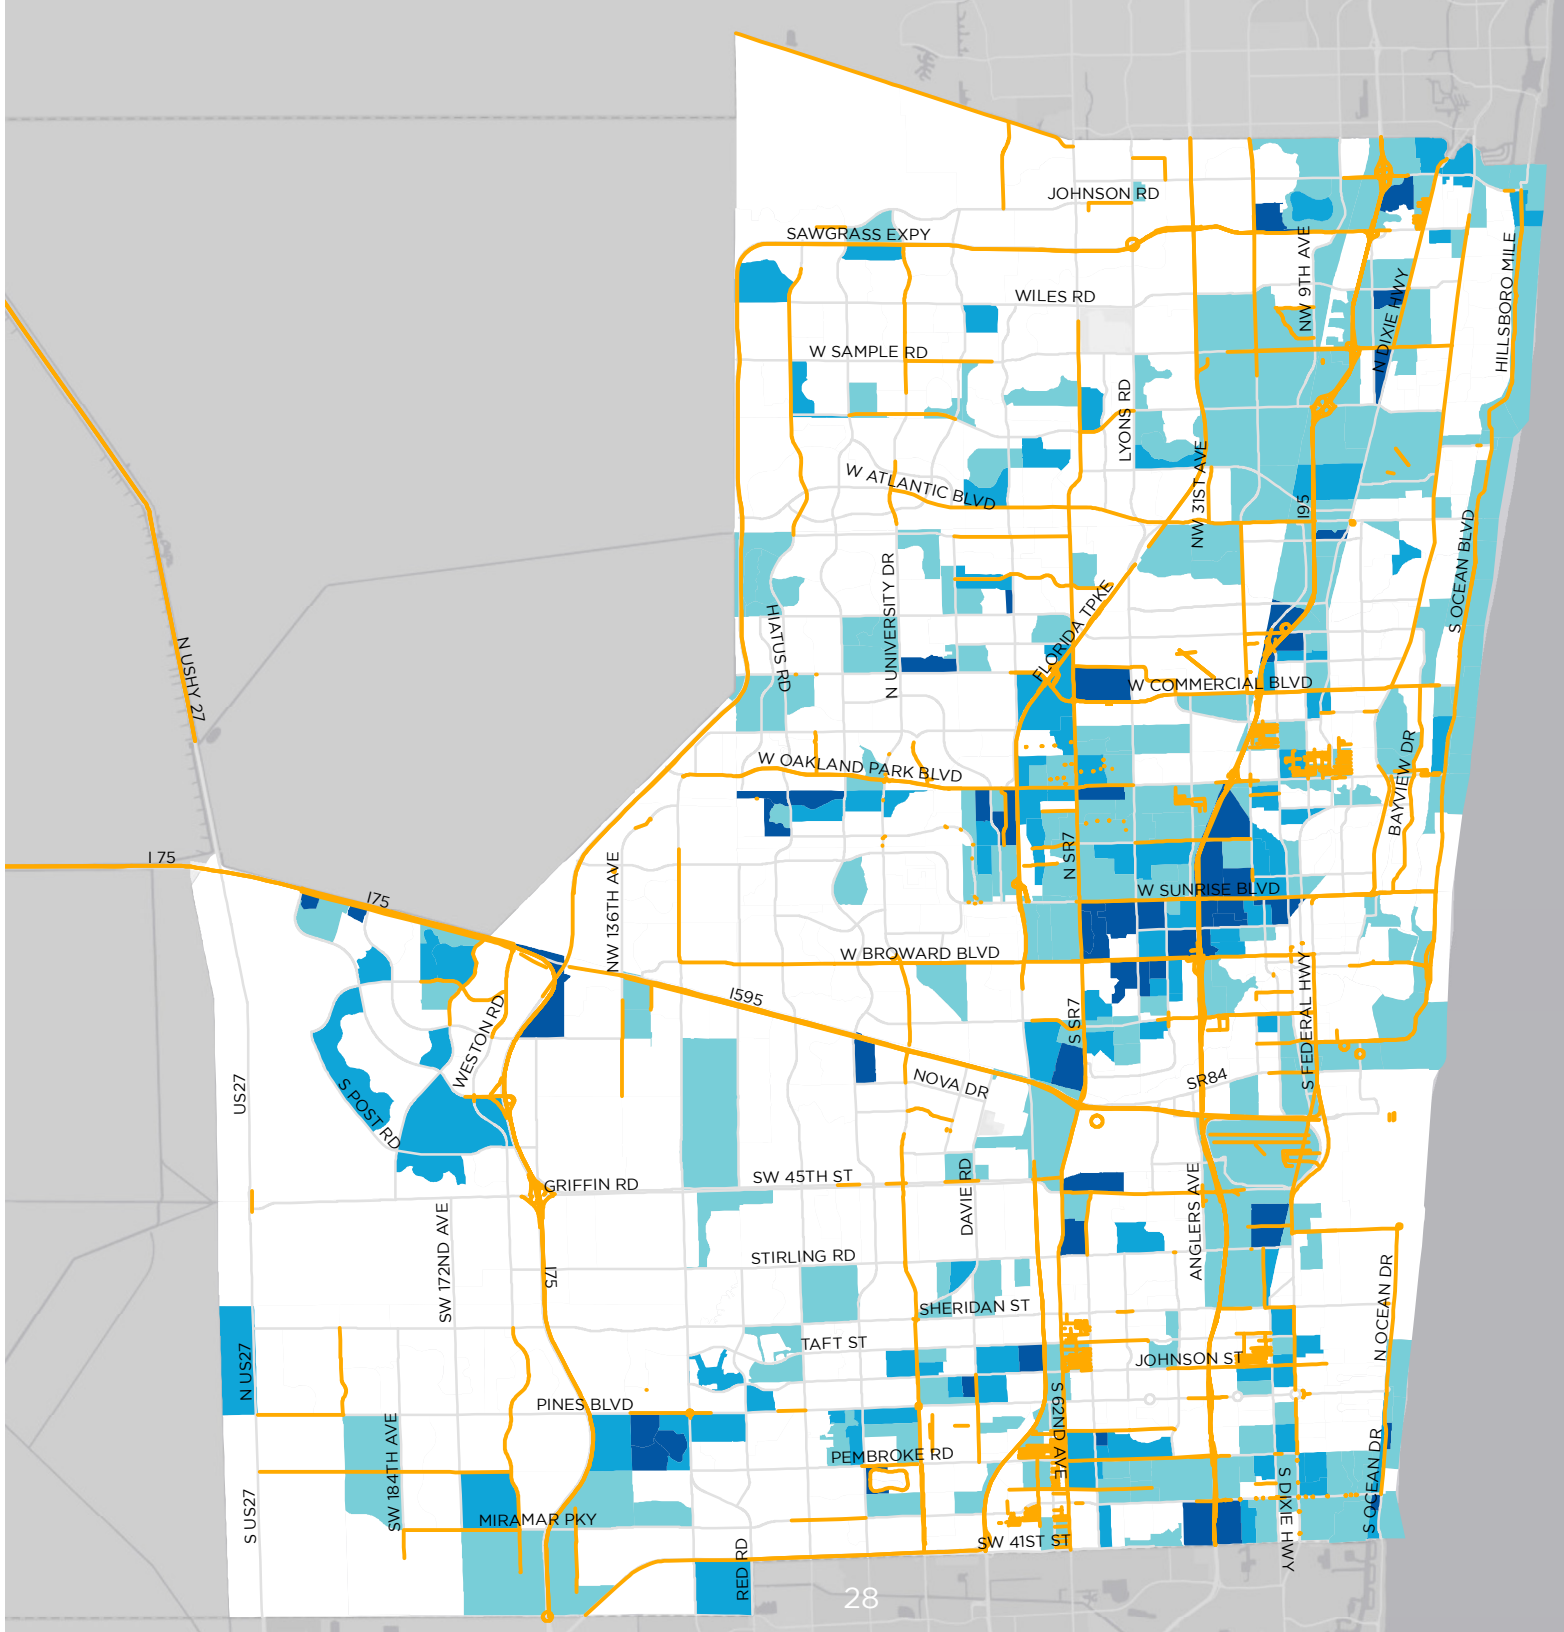 JOHNSON RD
SAWGRASS EXPY
NW 9TH AVE
HILLSBORO MILE
WILES RD
N DIXIE HWY
W SAMPLE RD
LYONS RD
W ATLANTIC BLVD
NW 31ST AVE
I95
S OCEAN BLVD
N UNIVERSITY DR
FLORIDA TPKE
HIATUS RD
N USHY 27
W COMMERCIAL BLVD
W OAKLAND PARK BLVD
BAYVIEW DR
N SR7
I 75
I75
NW 136TH AVE
W SUNRISE BLVD
W BROWARD BLVD
I595
S FEDERAL HWY
S SR7
WESTON RD
NOVA DR
SR84
US27
S POST RD
GRIFFIN RD
SW 45TH ST
DAVIE RD
ANGLERS AVE
SW 172ND AVE
STIRLING RD
I75
SHERIDAN ST
N OCEAN DR
TAFT ST
JOHNSON ST
N US27
PINES BLVD
S 62ND AVE
SW 184TH AVE
PEMBROKE RD
S OCEAN DR
S DIXIE HWY
S US27
MIRAMAR PKY
SW 41ST ST
RED RD
28